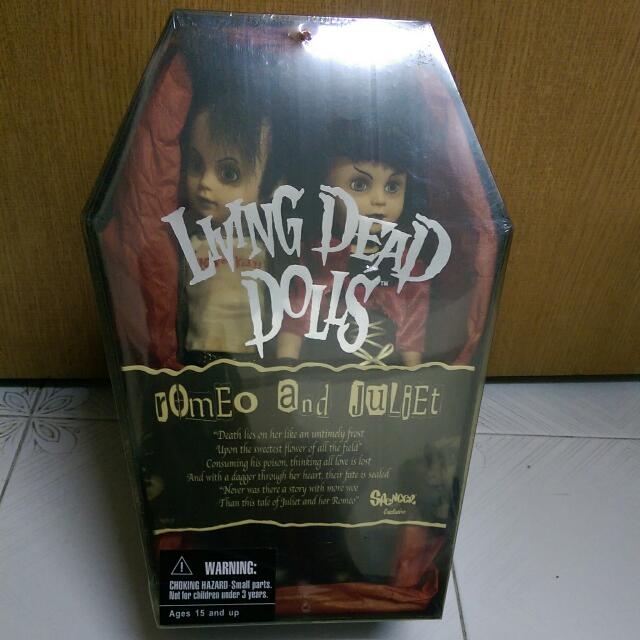 LIVING DEAD
DOLLS™
romeo and Juliet
"Death lies on her like an untimely frost
Upon the sweetest flower of all the field"
Consuming his poison, thinking all love is lost
And with a dagger through her heart, their fate is sealed
"Never was there a story with more woe
Than this tale of Juliet and her Romeo"
SPENCER
Exclusive
WARNING:
CHOKING HAZARD-Small parts.
Not for children under 3 years.
Ages 15 and up